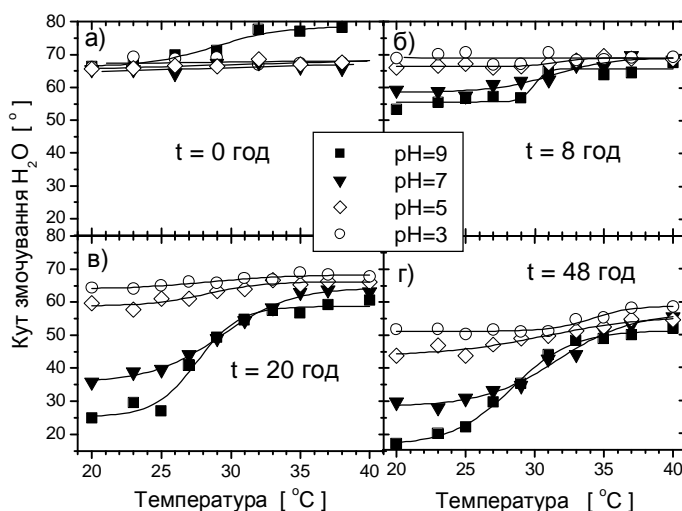 80
70
60
50
40
30
20
80
70
60
50
40
30
20
Кут змочування H₂O [ °]
а)
t = 0 год
б)
t = 8 год
pH=9
pH=7
pH=5
pH=3
в)
t = 20 год
г)
t = 48 год
20 25 30 35 40
20 25 30 35 40
Температура [ °C]
Температура [ °C]